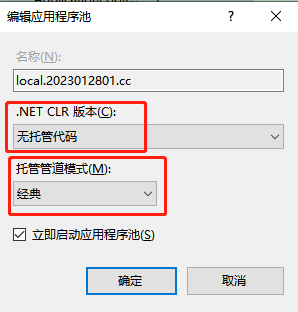 编辑应用程序池
?
×
名称(N):
local.2023012801.cc
.NET CLR 版本(C):
无托管代码
托管管道模式(M):
经典
立即启动应用程序池(S)
确定
取消